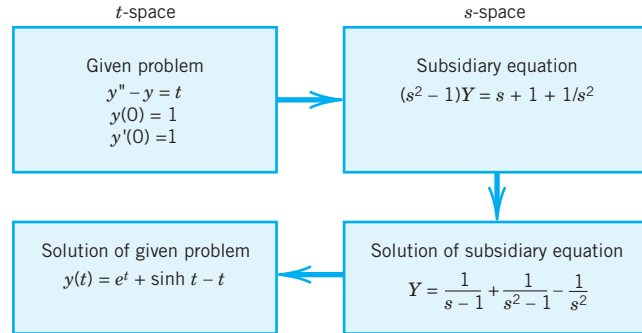 t-space
s-space
Given problem
y" – y = t
y(0) = 1
y'(0) =1
Subsidiary equation
(s² – 1)Y = s + 1 + 1/s²
Solution of given problem
y(t) = eᵗ + sinh t – t
Solution of subsidiary equation
Y = 1/(s – 1) + 1/(s² – 1) – 1/s²